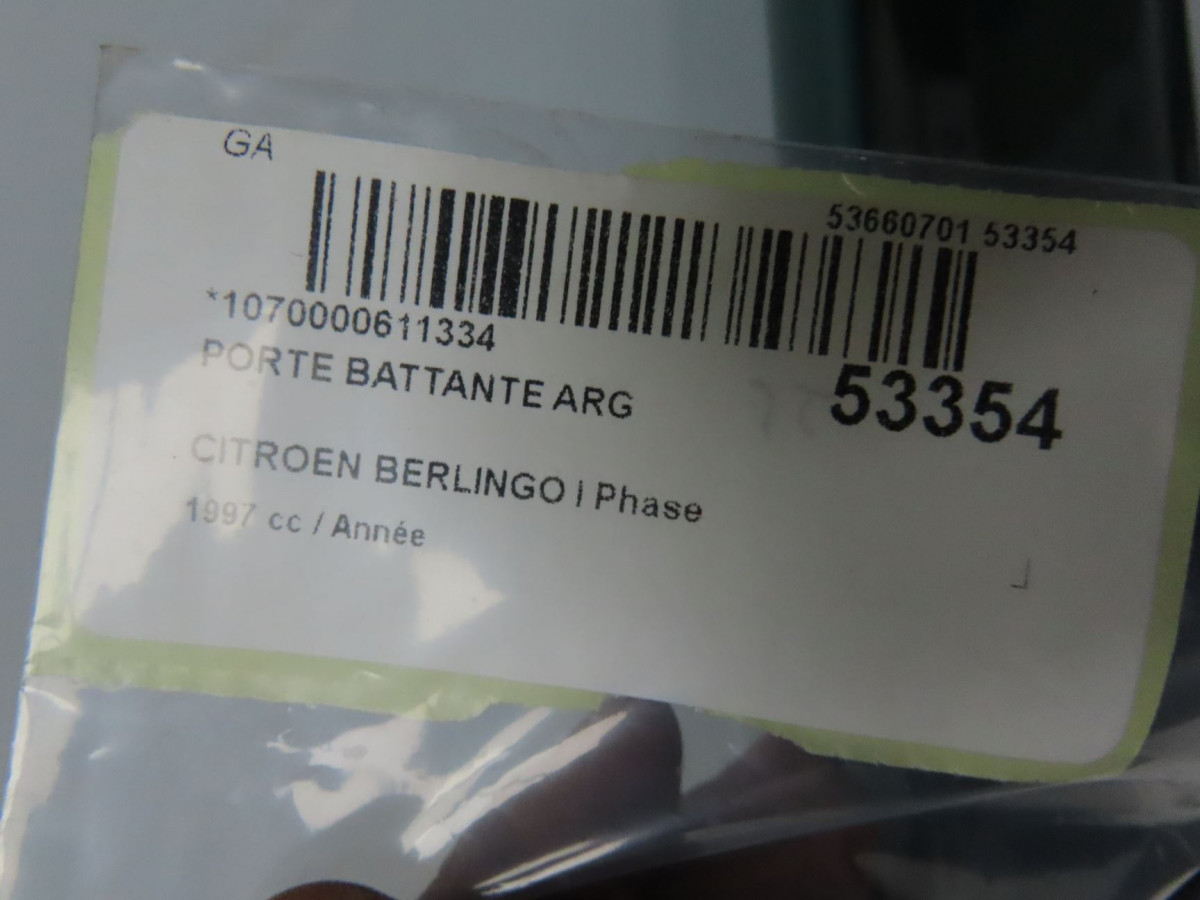 GA
53660701 53354
*1070000611334
PORTE BATTANTE ARG
53354
CITROEN BERLINGO I Phase
1997 cc / Année